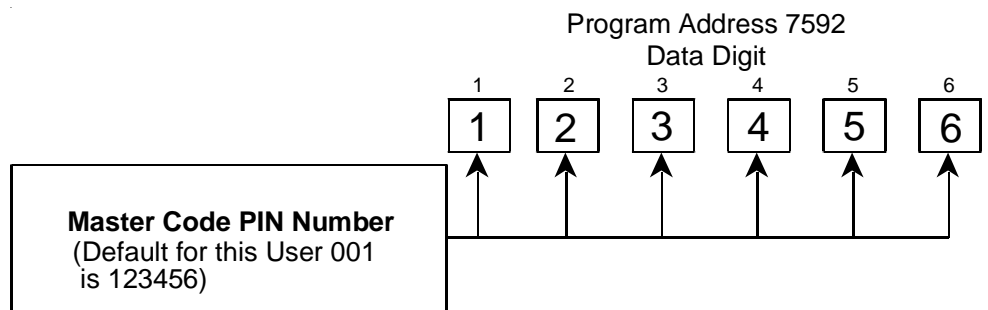 Program Address 7592
Data Digit
1 2 3 4 5 6
1 2 3 4 5 6
Master Code PIN Number
(Default for this User 001
is 123456)